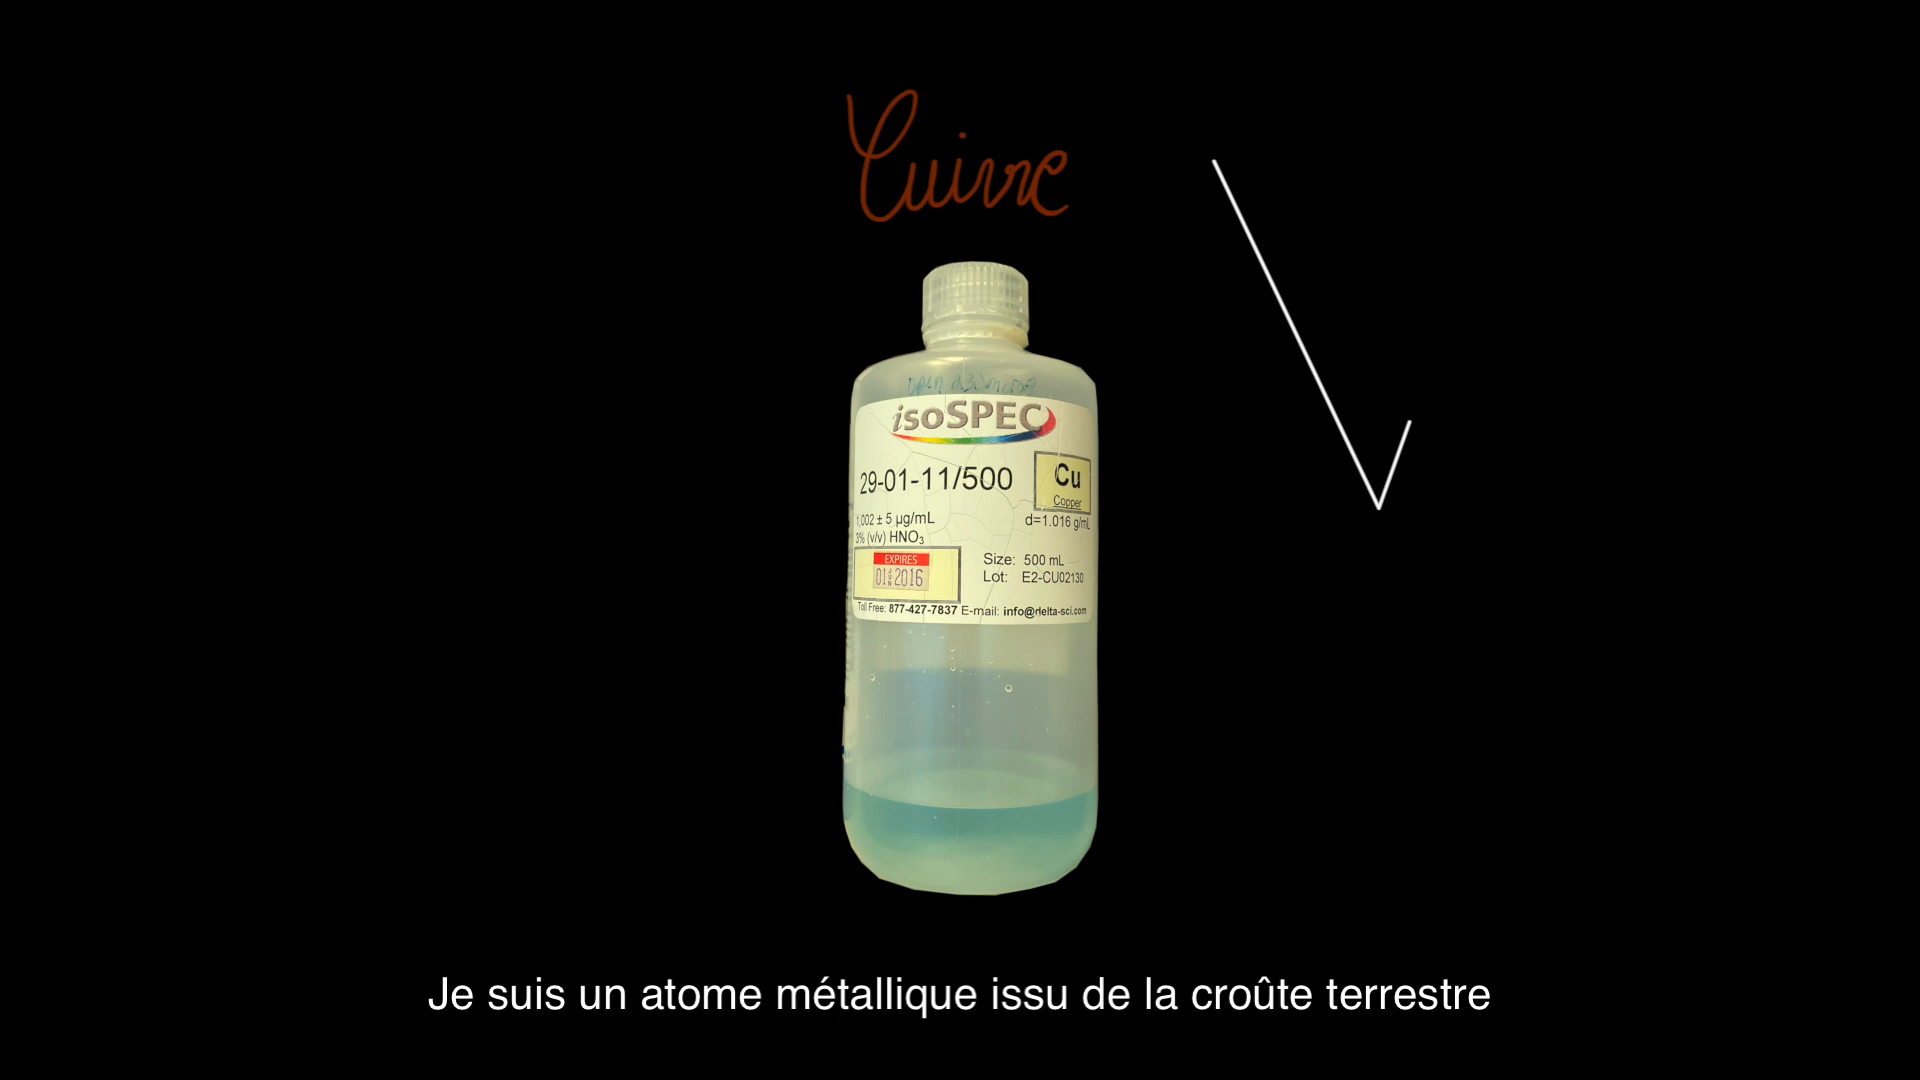 Cuivre
isoSPEC
29-01-11/500
Cu
Copper
1,002 ± 5 µg/mL
d=1.016 g/mL
3% (v/v) HNO₃
EXPIRES
01 JUN 2016
Size: 500 mL
Lot: E2-CU02130
Toll Free: 877-427-7837 E-mail: info@delta-sci.com
Je suis un atome métallique issu de la croûte terrestre